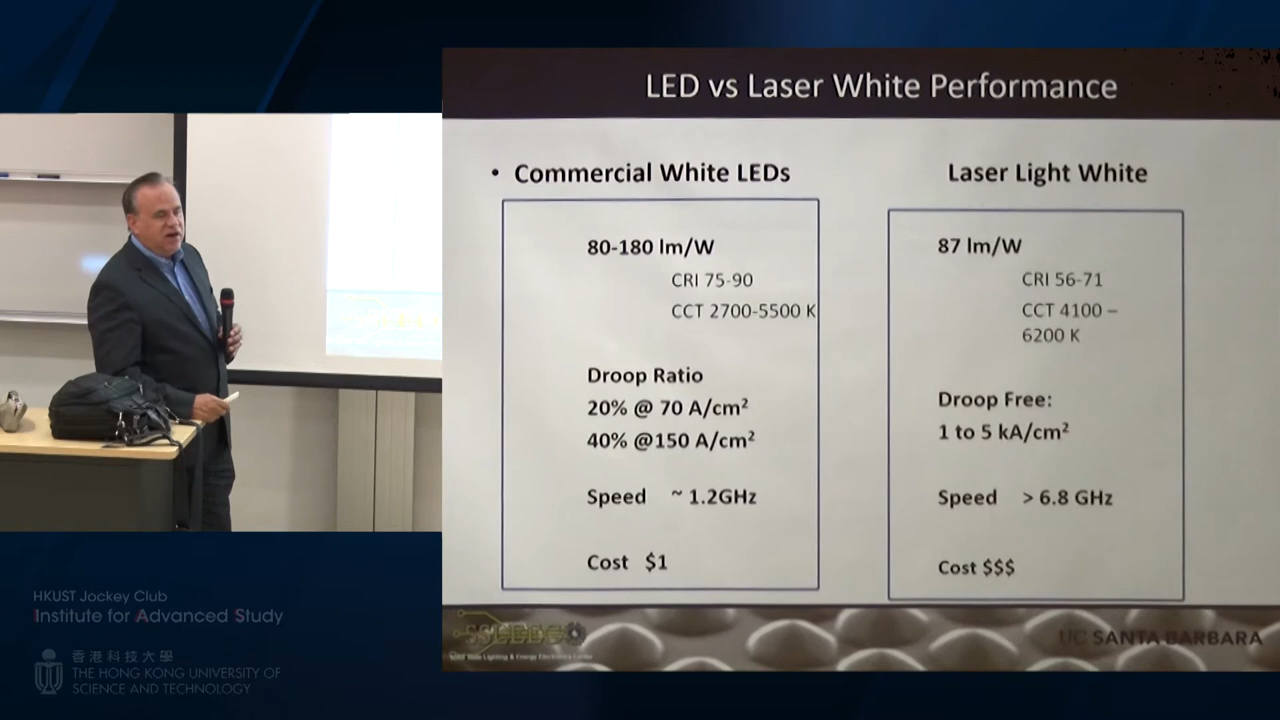 LED vs Laser White Performance
• Commercial White LEDs
80-180 lm/W
CRI 75-90
CCT 2700-5500 K
Droop Ratio
20% @ 70 A/cm²
40% @150 A/cm²
Speed ~ 1.2GHz
Cost $1
Laser Light White
87 lm/W
CRI 56-71
CCT 4100 –
6200 K
Droop Free:
1 to 5 kA/cm²
Speed > 6.8 GHz
Cost $$$
UC SANTA BARBARA
HKUST Jockey Club
Institute for Advanced Study
香港科技大學
THE HONG KONG UNIVERSITY OF
SCIENCE AND TECHNOLOGY